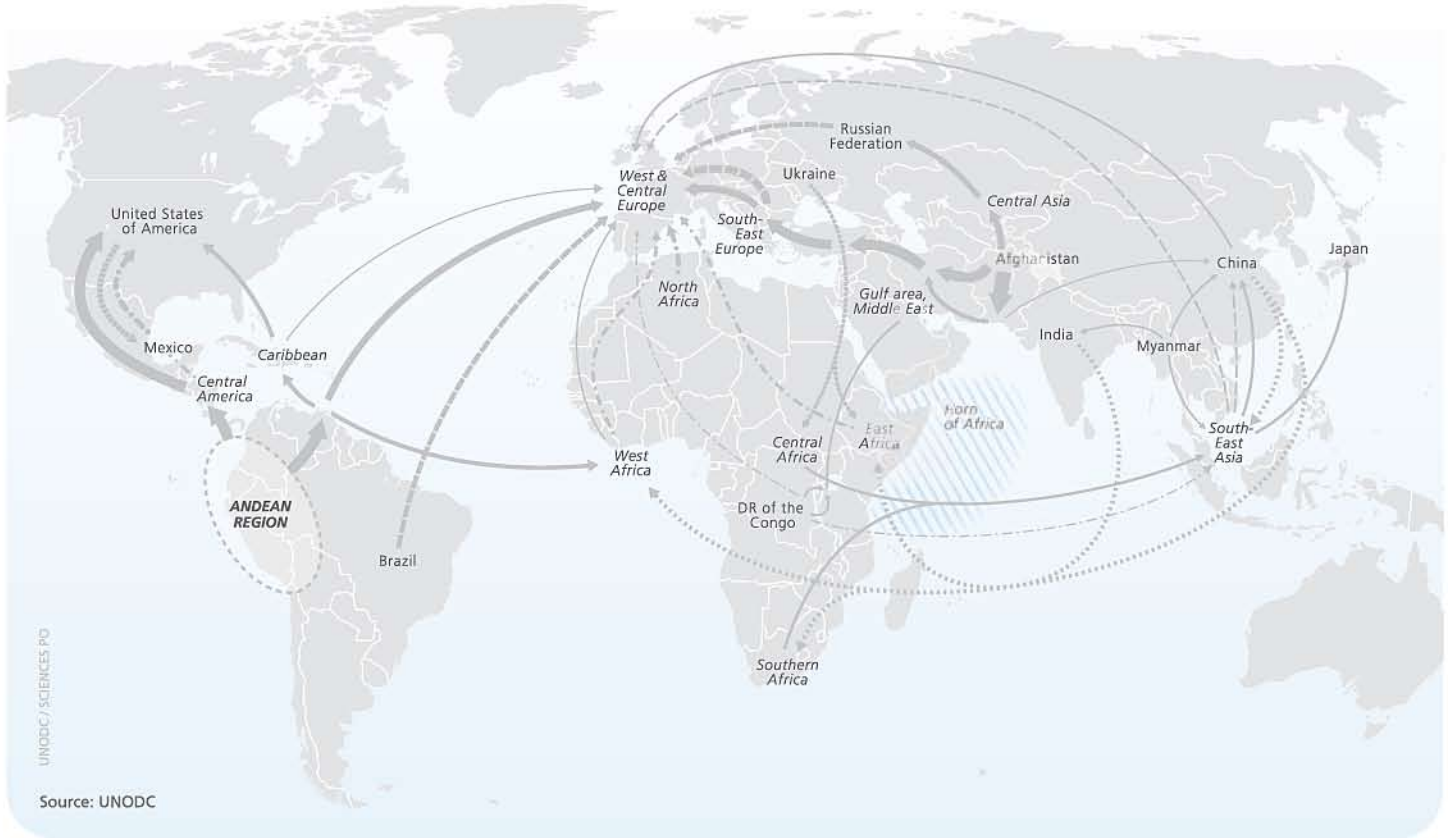 Russian
Federation
West &
Central
Europe
Ukraine
Central Asia
United States
of America
South-
East
Europe
Japan
Afghanistan
China
North
Africa
Gulf area,
Middle East
India
Mexico
Caribbean
Myanmar
Central
America
Horn
of Africa
East
Africa
Central
Africa
South-
East
Asia
West
Africa
ANDEAN
REGION
DR of the
Congo
Brazil
Southern
Africa
UNODC / SCIENCES PO
Source: UNODC